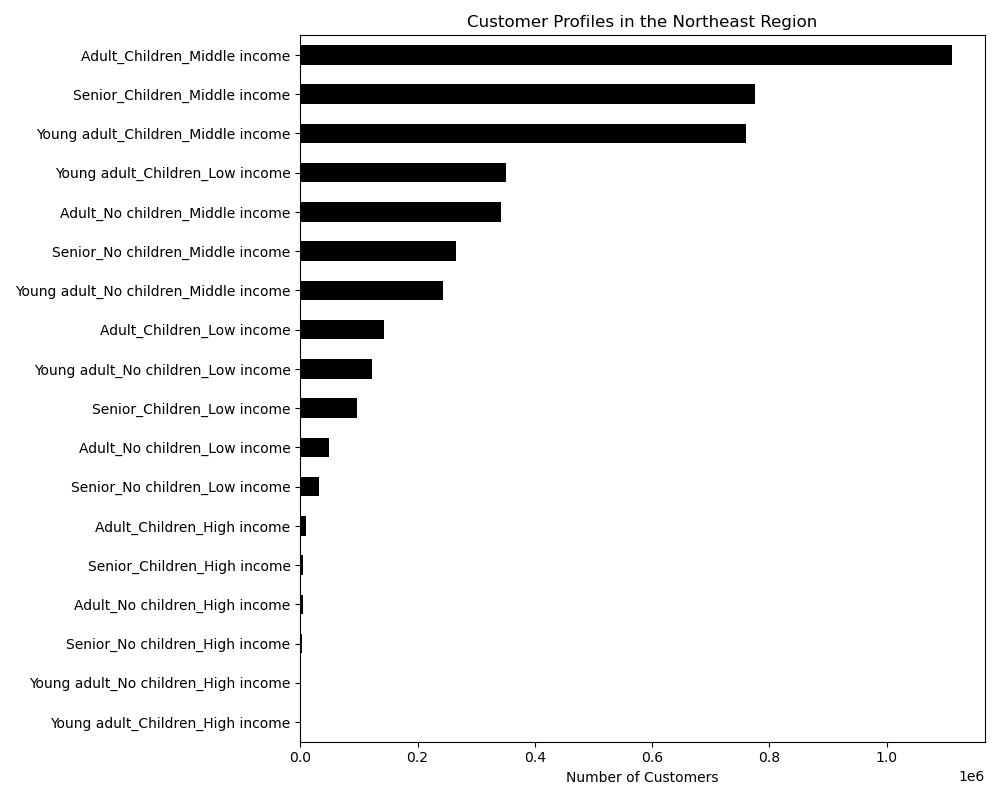 Customer Profiles in the Northeast Region
Adult_Children_Middle income
Senior_Children_Middle income
Young adult_Children_Middle income
Young adult_Children_Low income
Adult_No children_Middle income
Senior_No children_Middle income
Young adult_No children_Middle income
Adult_Children_Low income
Young adult_No children_Low income
Senior_Children_Low income
Adult_No children_Low income
Senior_No children_Low income
Adult_Children_High income
Senior_Children_High income
Adult_No children_High income
Senior_No children_High income
Young adult_No children_High income
Young adult_Children_High income
0.0 0.2 0.4 0.6 0.8 1.0
Number of Customers 1e6